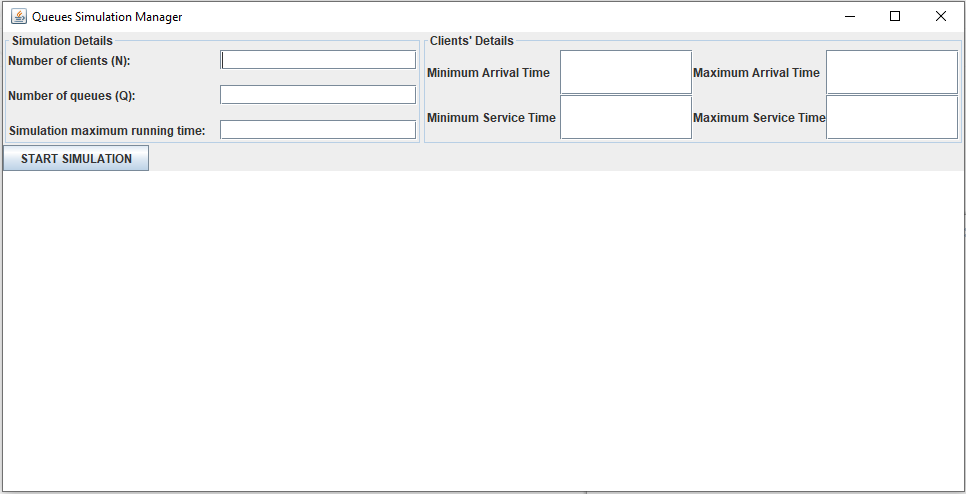 Queues Simulation Manager
Simulation Details
Number of clients (N):
Number of queues (Q):
Simulation maximum running time:
Clients' Details
Minimum Arrival Time
Maximum Arrival Time
Minimum Service Time
Maximum Service Time
START SIMULATION